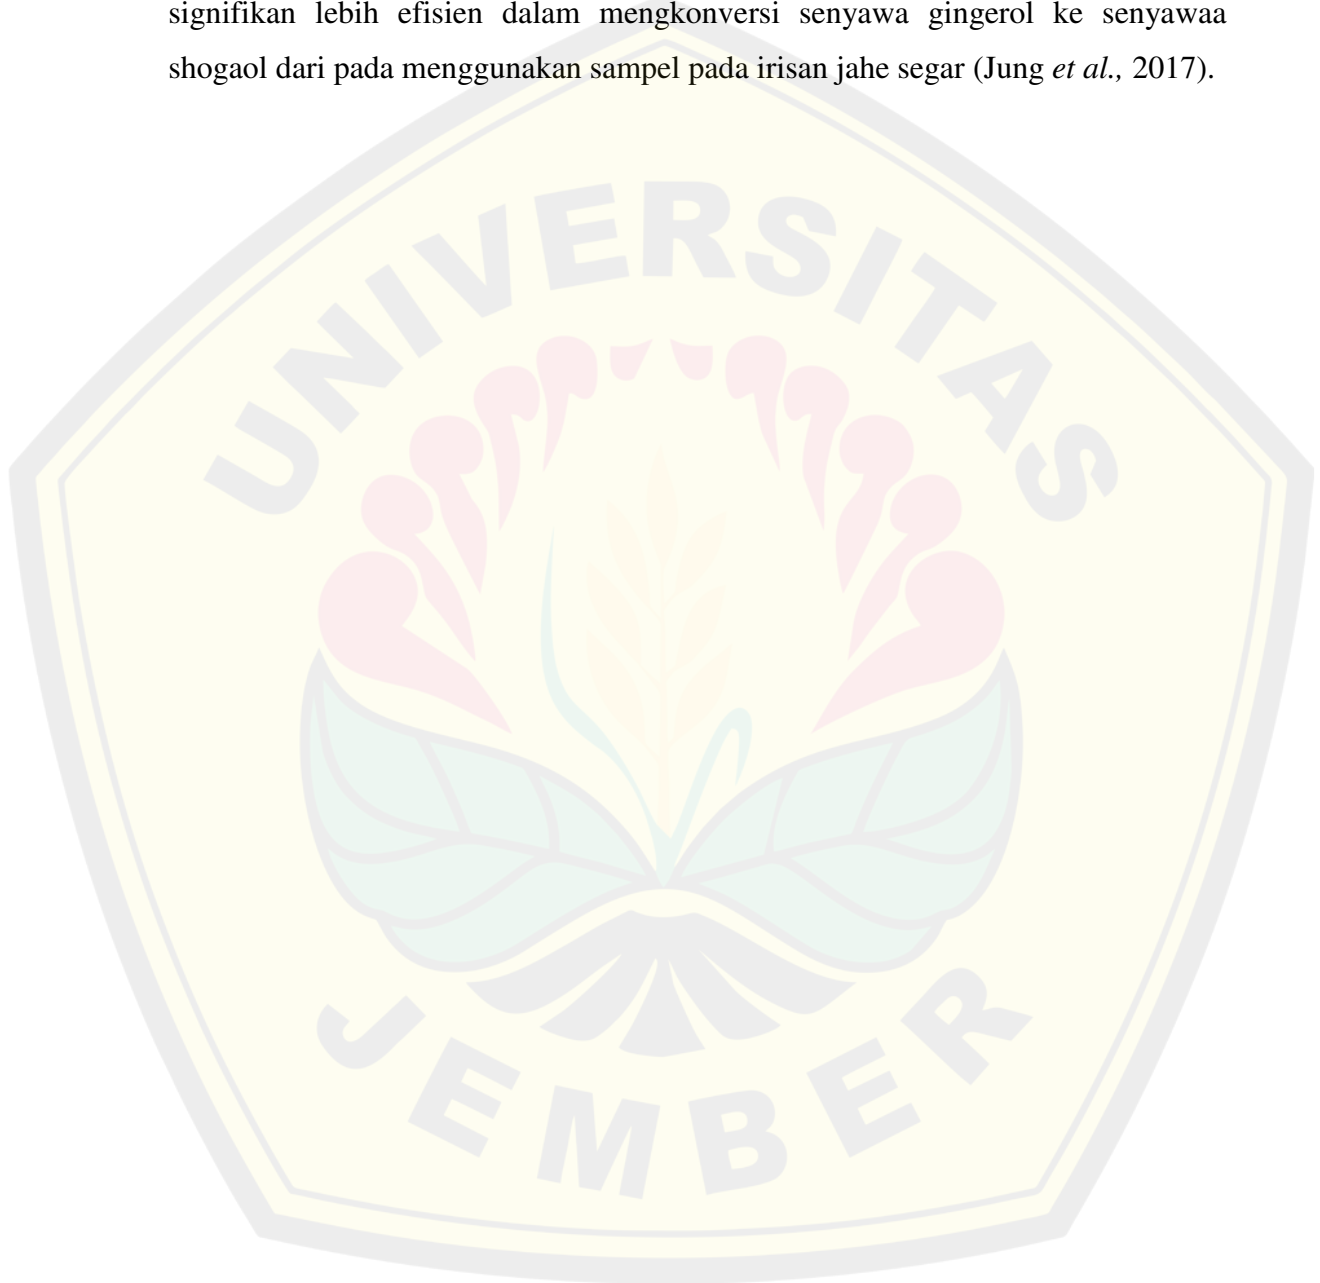 signifikan lebih efisien dalam mengkonversi senyawa gingerol ke senyawaa
shogaol dari pada menggunakan sampel pada irisan jahe segar (Jung et al., 2017).
UNIVERSITAS
JEMBER